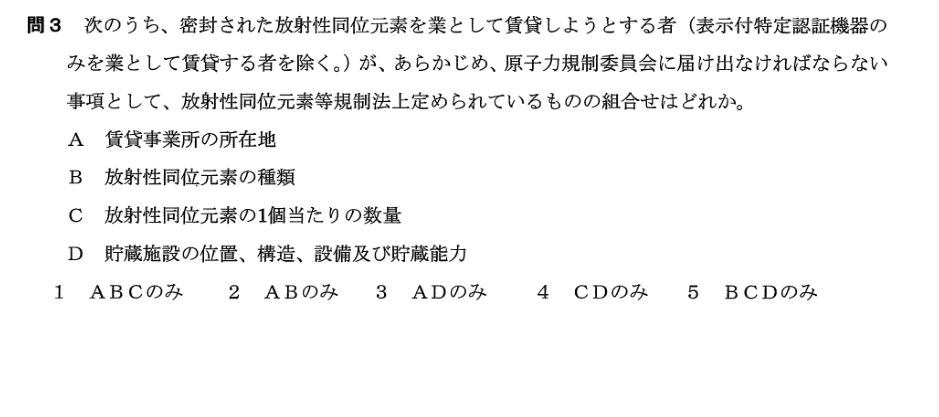 問3　次のうち、密封された放射性同位元素を業として賃貸しようとする者（表示付特定認証機器の
みを業として賃貸する者を除く。）が、あらかじめ、原子力規制委員会に届け出なければならない
事項として、放射性同位元素等規制法上定められているものの組合せはどれか。
A　賃貸事業所の所在地
B　放射性同位元素の種類
C　放射性同位元素の1個当たりの数量
D　貯蔵施設の位置、構造、設備及び貯蔵能力
1　ABCのみ　　2　ABのみ　　3　ADのみ　　4　CDのみ　　5　BCDのみ